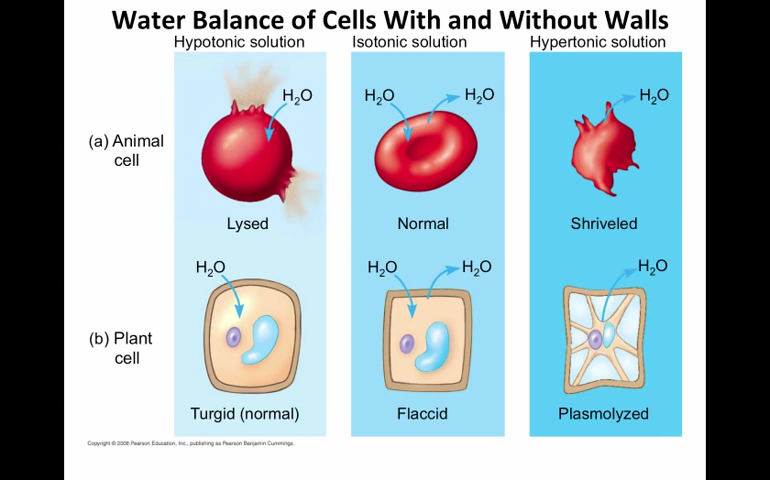 Water Balance of Cells With and Without Walls
Hypotonic solution
Isotonic solution
Hypertonic solution
(a) Animal
cell
H2O
H2O
H2O
H2O
Lysed
Normal
Shriveled
(b) Plant
cell
H2O
H2O
H2O
H2O
Turgid (normal)
Flaccid
Plasmolyzed
Copyright © 2008 Pearson Education, Inc., publishing as Pearson Benjamin Cummings.